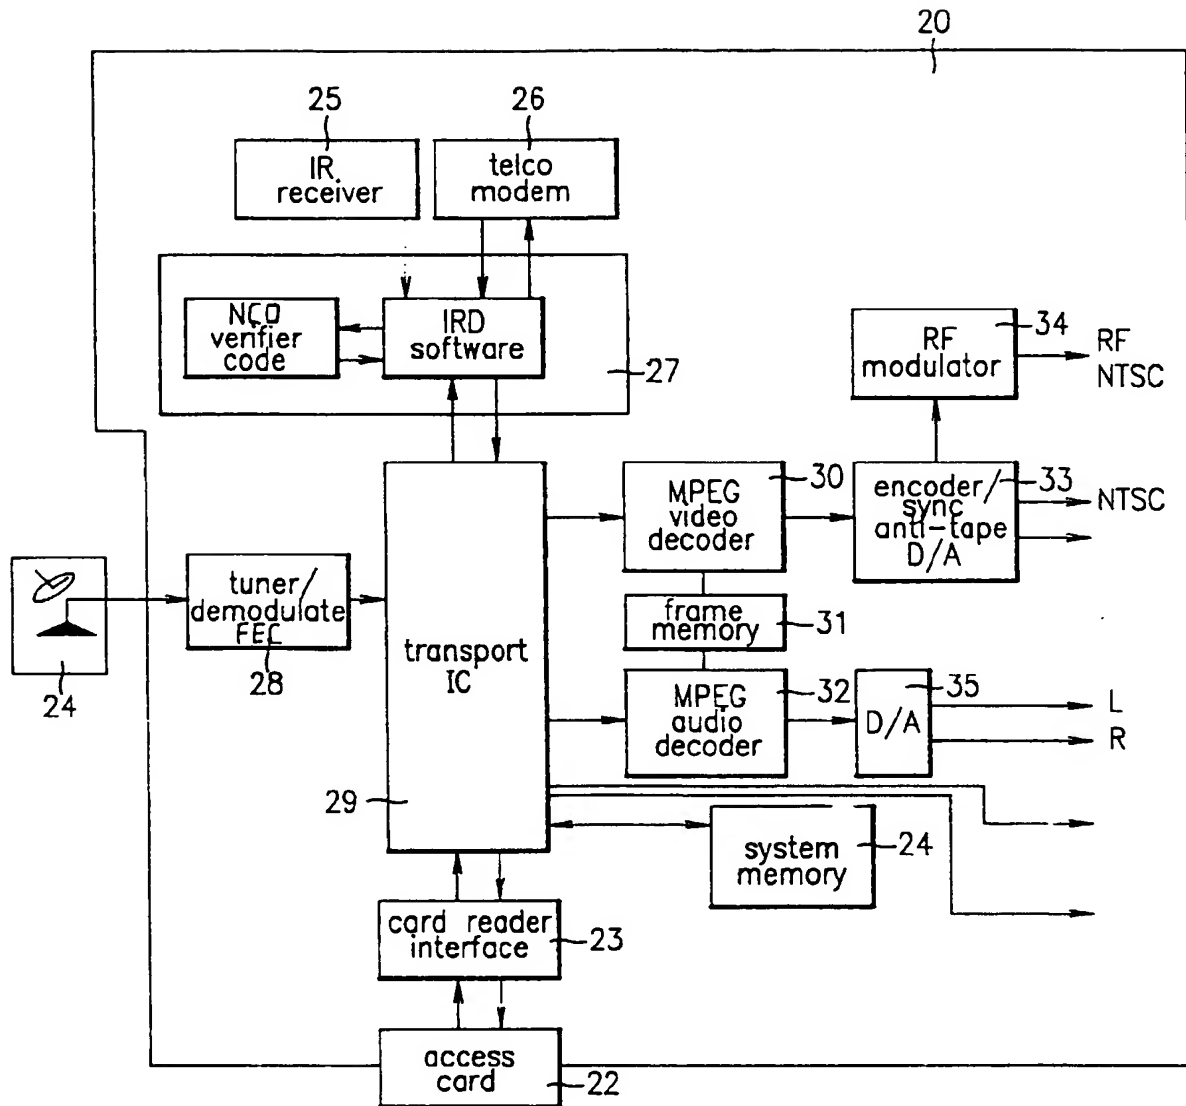 20
25
26
IR
receiver
telco
modem
NCO
verifier
code
IRD
software
27
RF
modulator
34
RF
NTSC
MPEG
video
decoder
30
encoder/
sync
anti-tape
D/A
33
NTSC
tuner/
demodulate
FEC
28
24
transport
IC
29
frame
memory
31
MPEG
audio
decoder
32
D/A
35
L
R
system
memory
24
card reader
interface
23
access
card
22